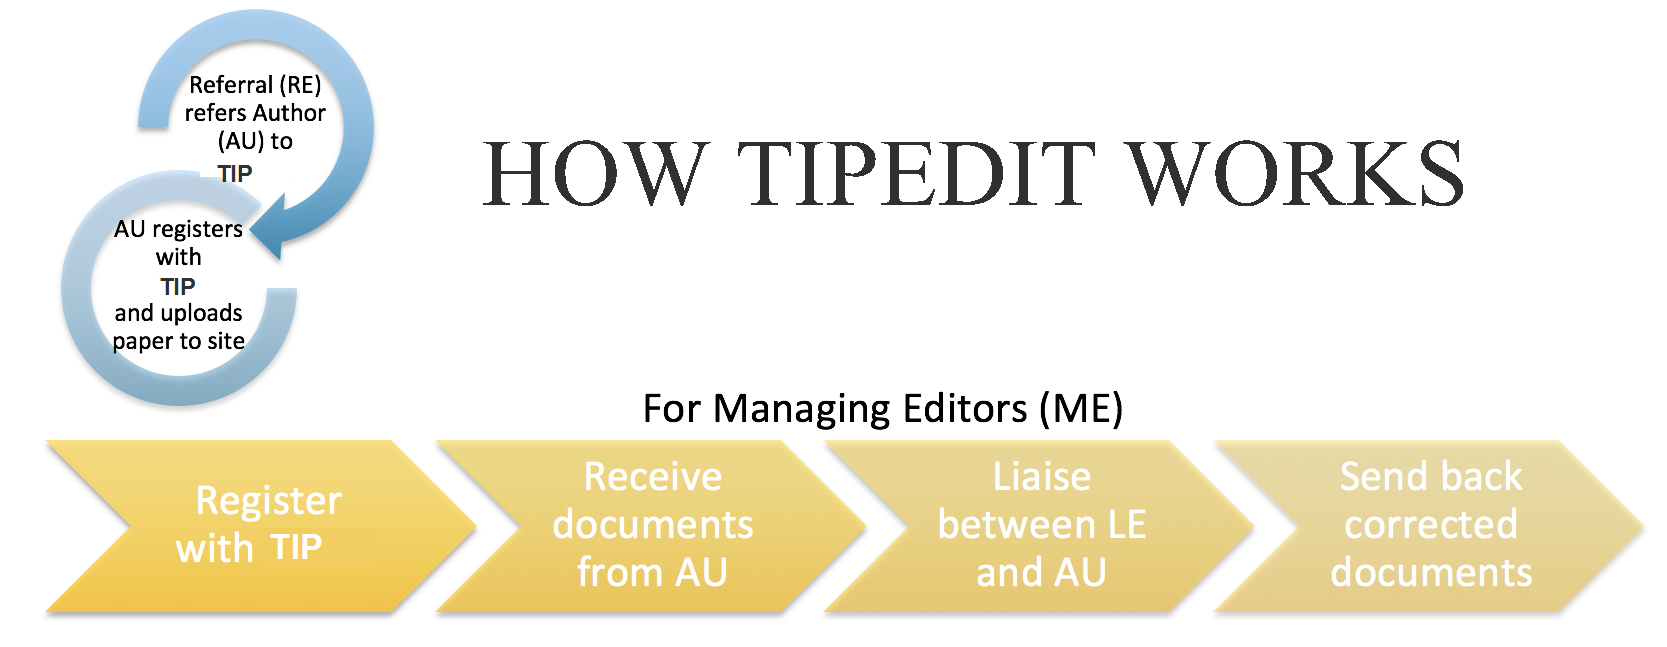 Referral (RE)
refers Author
(AU) to
TIP
AU registers
with
TIP
and uploads
paper to site
HOW TIPEDIT WORKS
For Managing Editors (ME)
Register
with TIP
Receive
documents
from AU
Liaise
between LE
and AU
Send back
corrected
documents